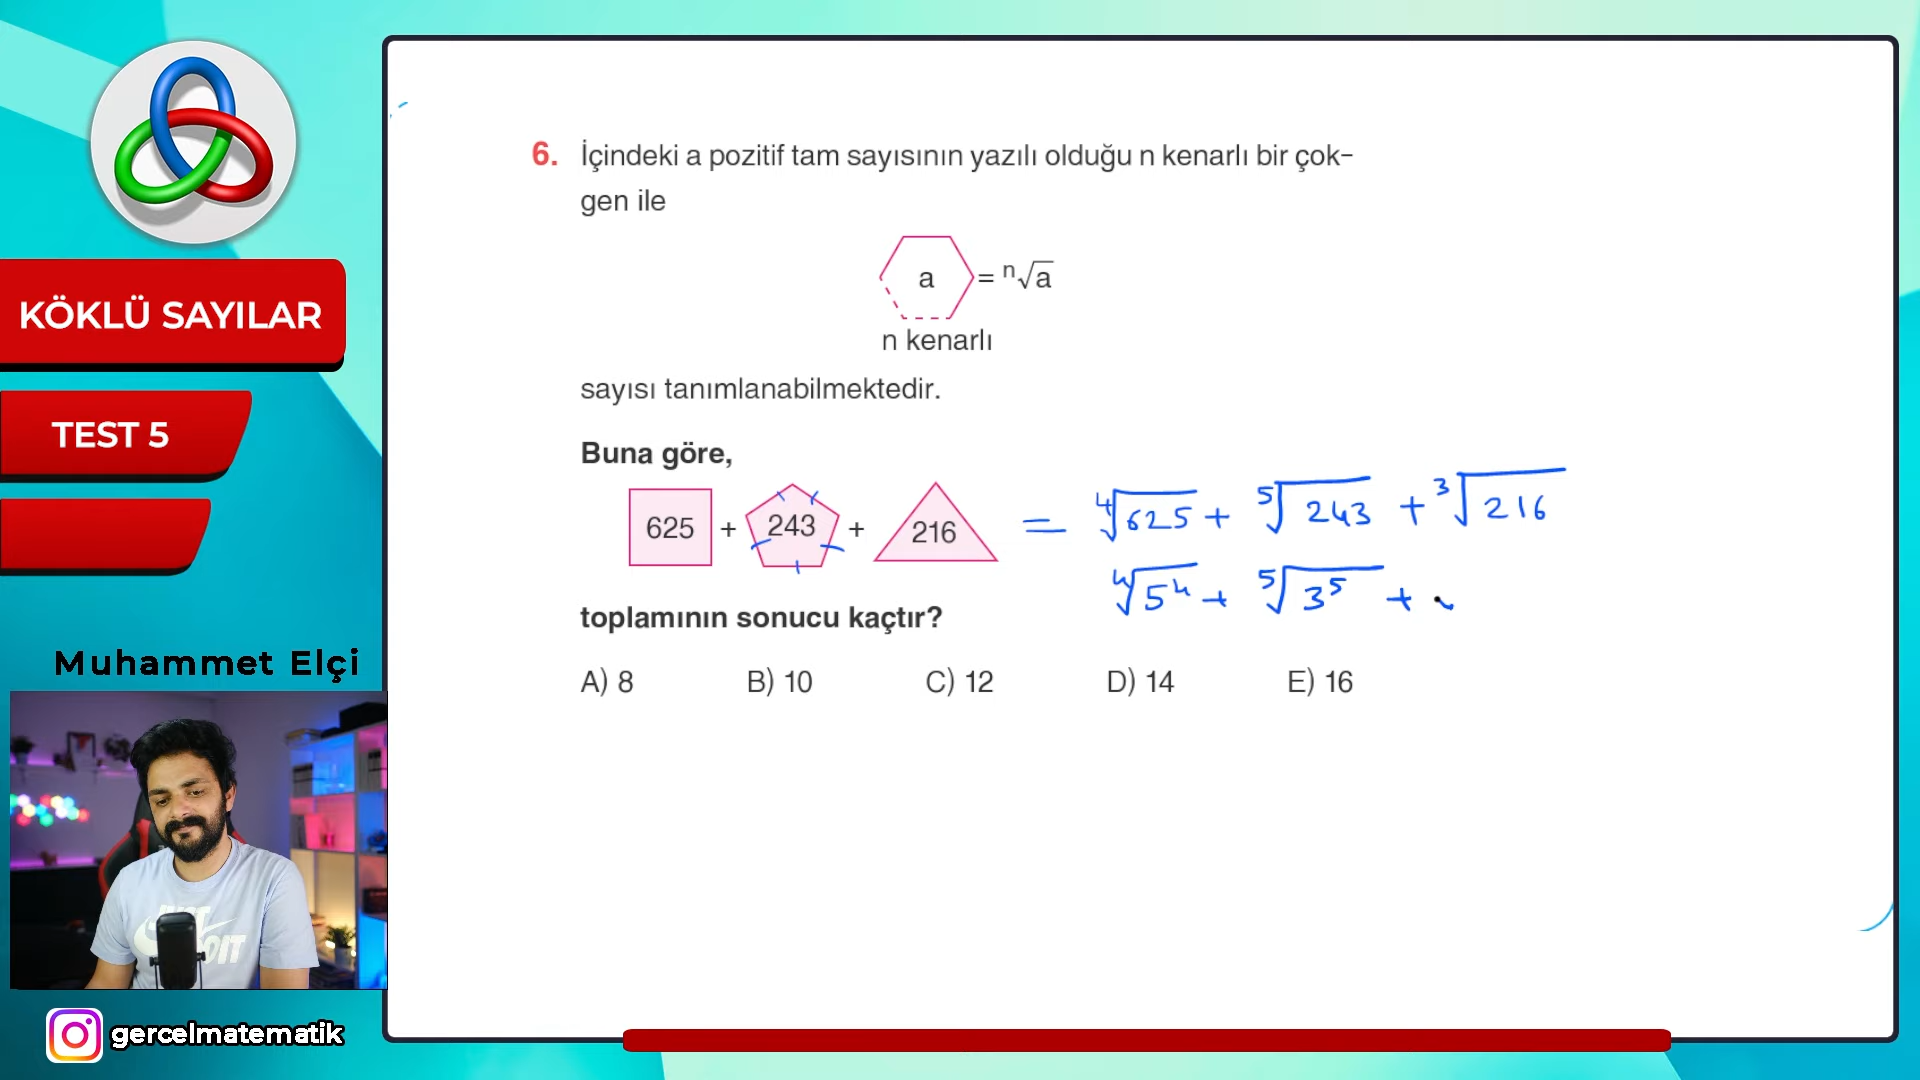 KÖKLÜ SAYILAR
TEST 5
Muhammet Elçi
gercelmatematik
6. İçindeki a pozitif tam sayısının yazılı olduğu n kenarlı bir çok-
gen ile
a = ⁿ√a
n kenarlı
sayısı tanımlanabilmektedir.
Buna göre,
625 + 243 + 216 = ⁴√625 + ⁵√243 + ³√216
⁴√5⁴ + ⁵√3⁵ +
toplamının sonucu kaçtır?
A) 8 B) 10 C) 12 D) 14 E) 16